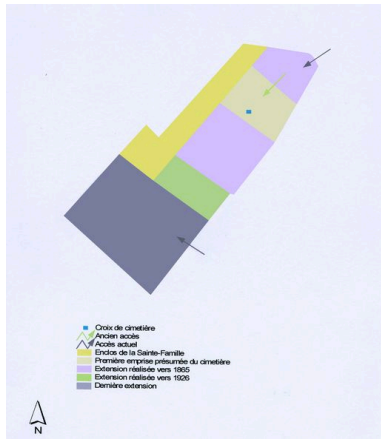 Croix de cimetière
Ancien accès
Accès actuel
Enclos de la Sainte-Famille
Première emprise présumée du cimetière
Extension réalisée vers 1865
Extension réalisée vers 1926
Dernière extension
N